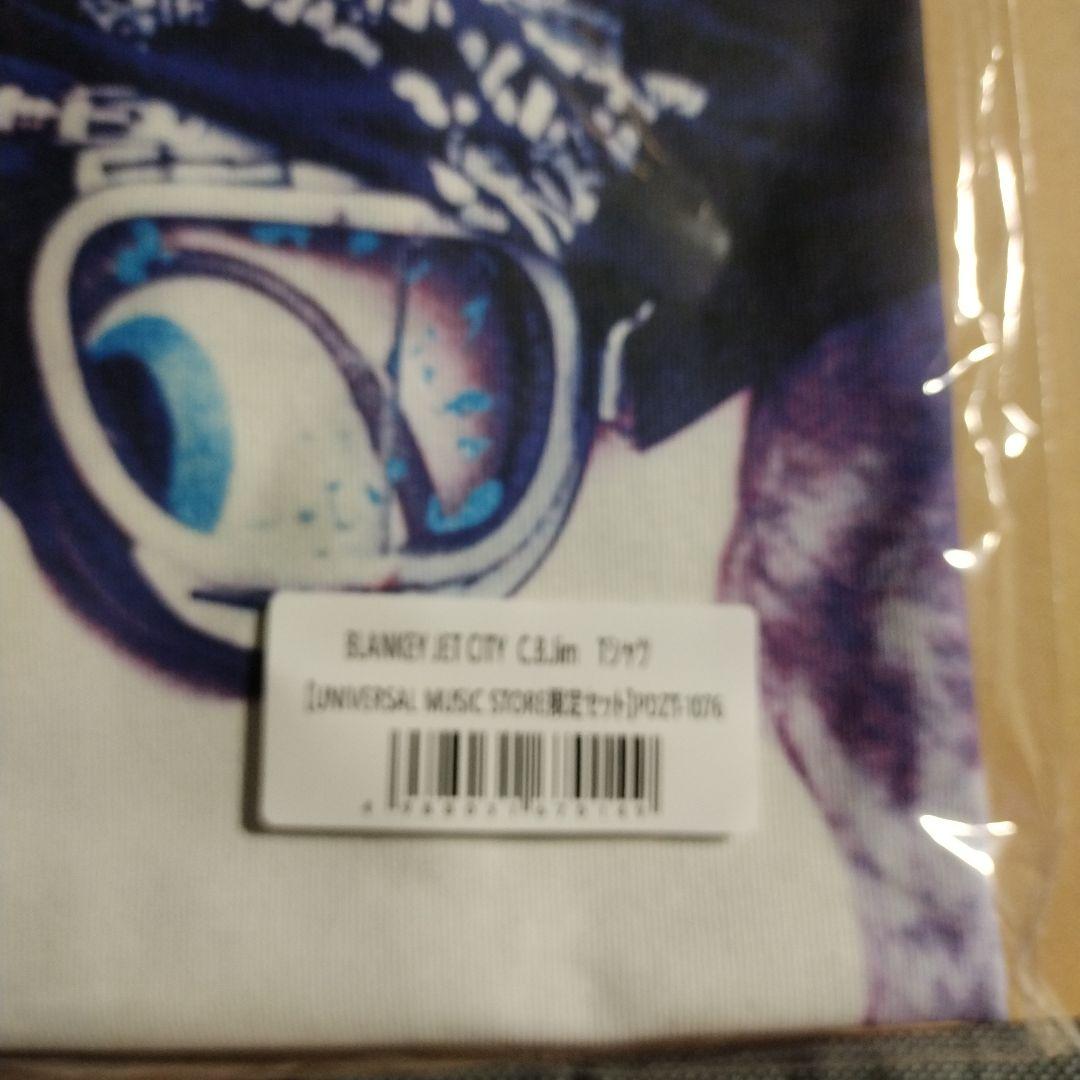 BLANKEY JET CITY C.B.Jim Tシャツ
【UNIVERSAL MUSIC STORE限定セット】PDZT-1076